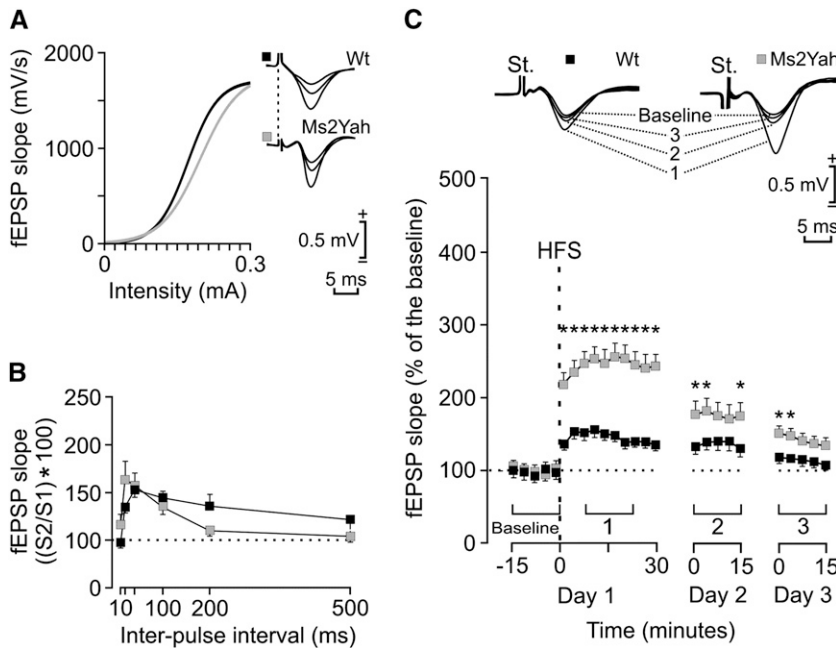 A
fEPSP slope (mV/s)
2000
1000
0
0
0.3
Intensity (mA)
Wt
Ms2Yah
+
0.5 mV
–
5 ms
B
fEPSP slope
((S2/S1) * 100)
250
200
150
100
50
0
10
100
200
500
Inter-pulse interval (ms)
C
Wt
Ms2Yah
St.
St.
Baseline
3
2
1
+
0.5 mV
–
5 ms
fEPSP slope (% of the baseline)
500
400
300
250
200
150
100
50
0
HFS
***********
** *
**
Baseline
1
2
3
-15 0 30
0 15
0 15
Day 1
Day 2
Day 3
Time (minutes)